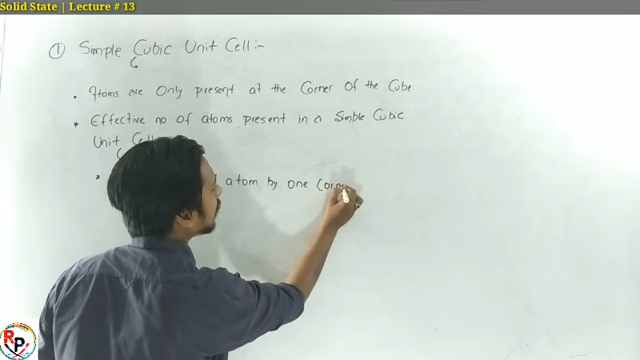 Solid State | Lecture # 13
① Simple Cubic Unit Cell:-
• Atoms are only present at the Corner Of the Cube
• Effective no of atoms present in a Simple Cubic
Unit Cell
atom by one Corn
RP